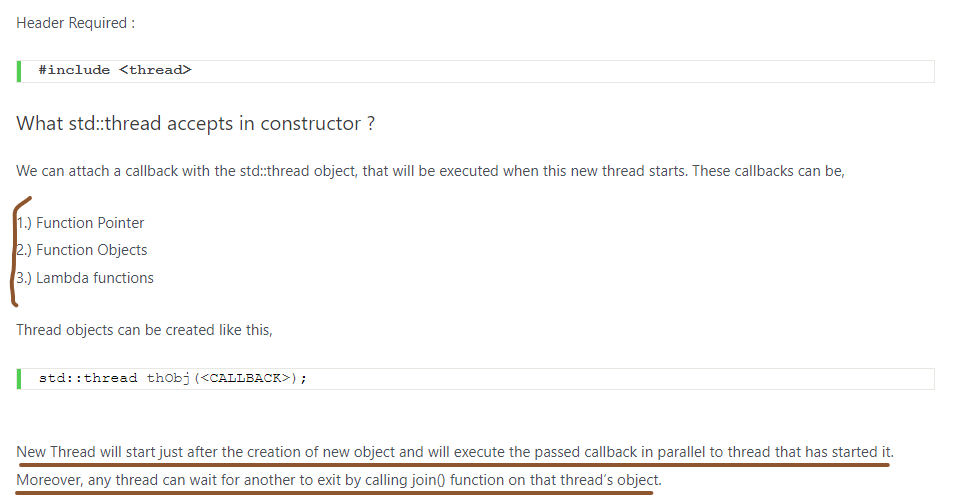 Header Required :
#include <thread>
What std::thread accepts in constructor ?
We can attach a callback with the std::thread object, that will be executed when this new thread starts. These callbacks can be,
1.) Function Pointer
2.) Function Objects
3.) Lambda functions
Thread objects can be created like this,
std::thread thObj(<CALLBACK>);
New Thread will start just after the creation of new object and will execute the passed callback in parallel to thread that has started it.
Moreover, any thread can wait for another to exit by calling join() function on that thread's object.